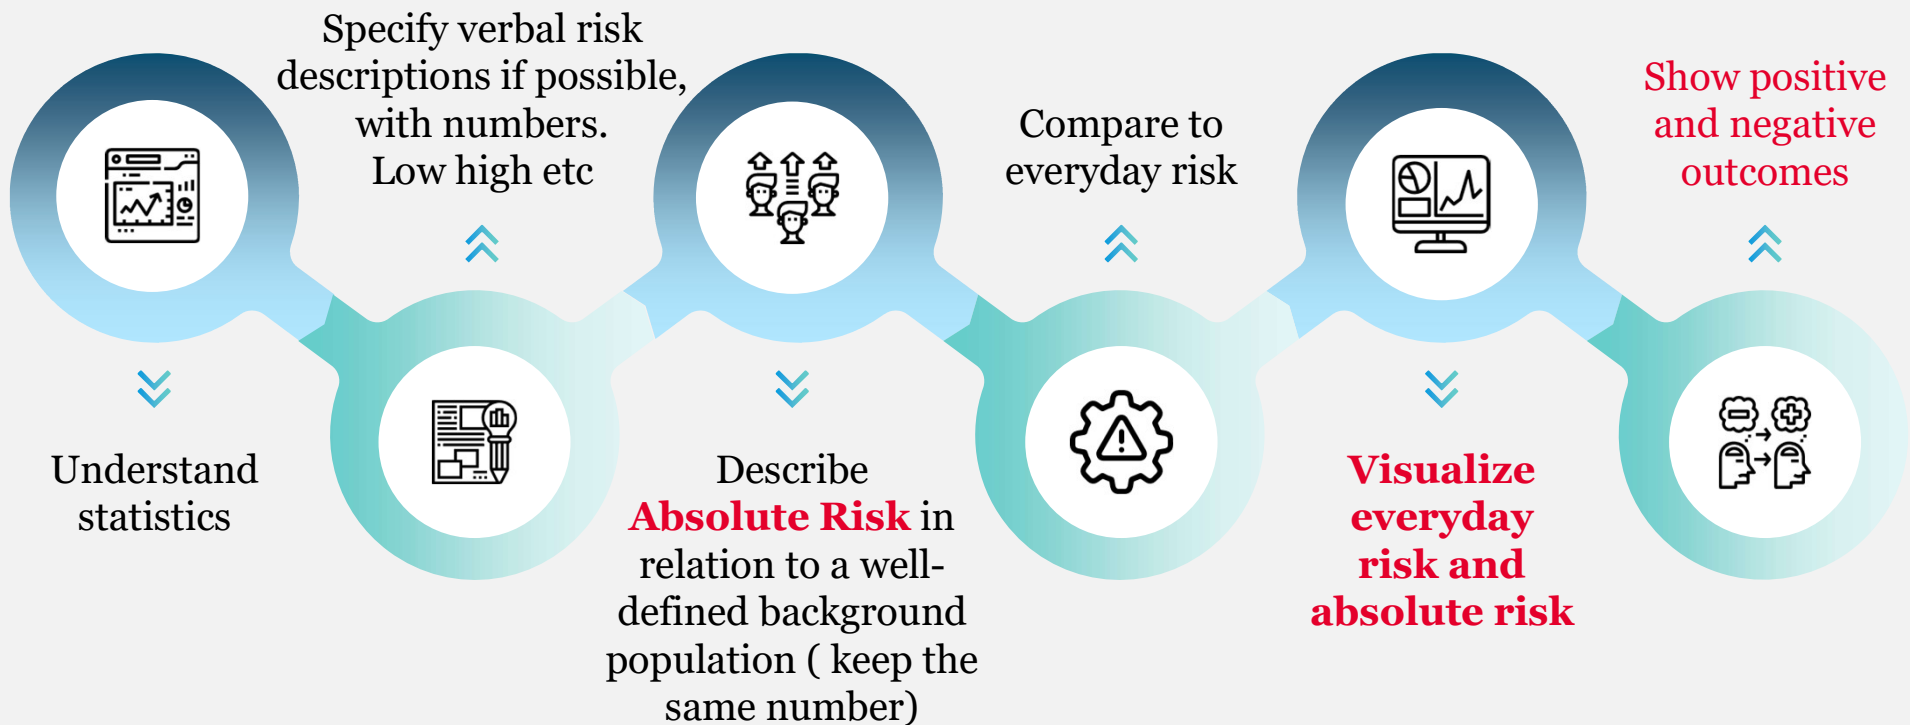 Understand
statistics
Specify verbal risk
descriptions if possible,
with numbers.
Low high etc
Describe
Absolute Risk in
relation to a well-
defined background
population ( keep the
same number)
Compare to
everyday risk
Visualize
everyday
risk and
absolute risk
Show positive
and negative
outcomes